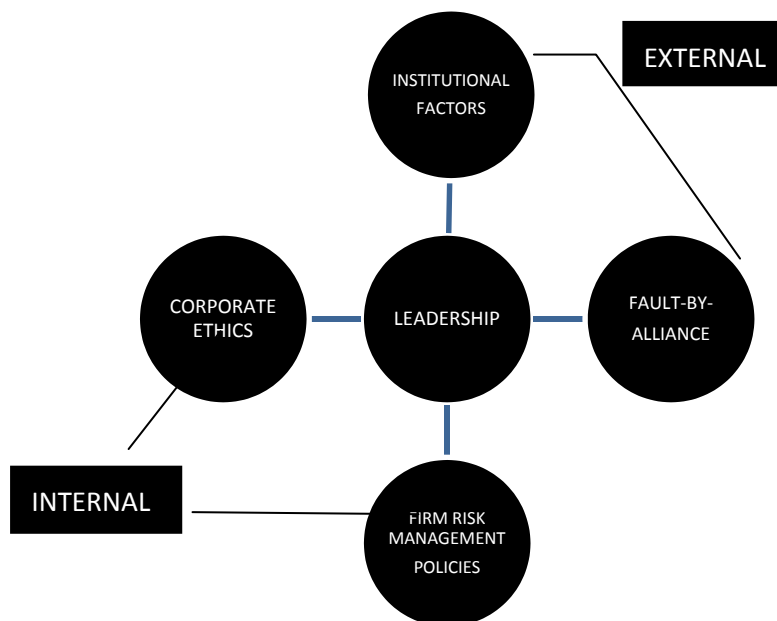 EXTERNAL
INSTITUTIONAL
FACTORS
CORPORATE
ETHICS
LEADERSHIP
FAULT-BY-
ALLIANCE
INTERNAL
FIRM RISK
MANAGEMENT
POLICIES